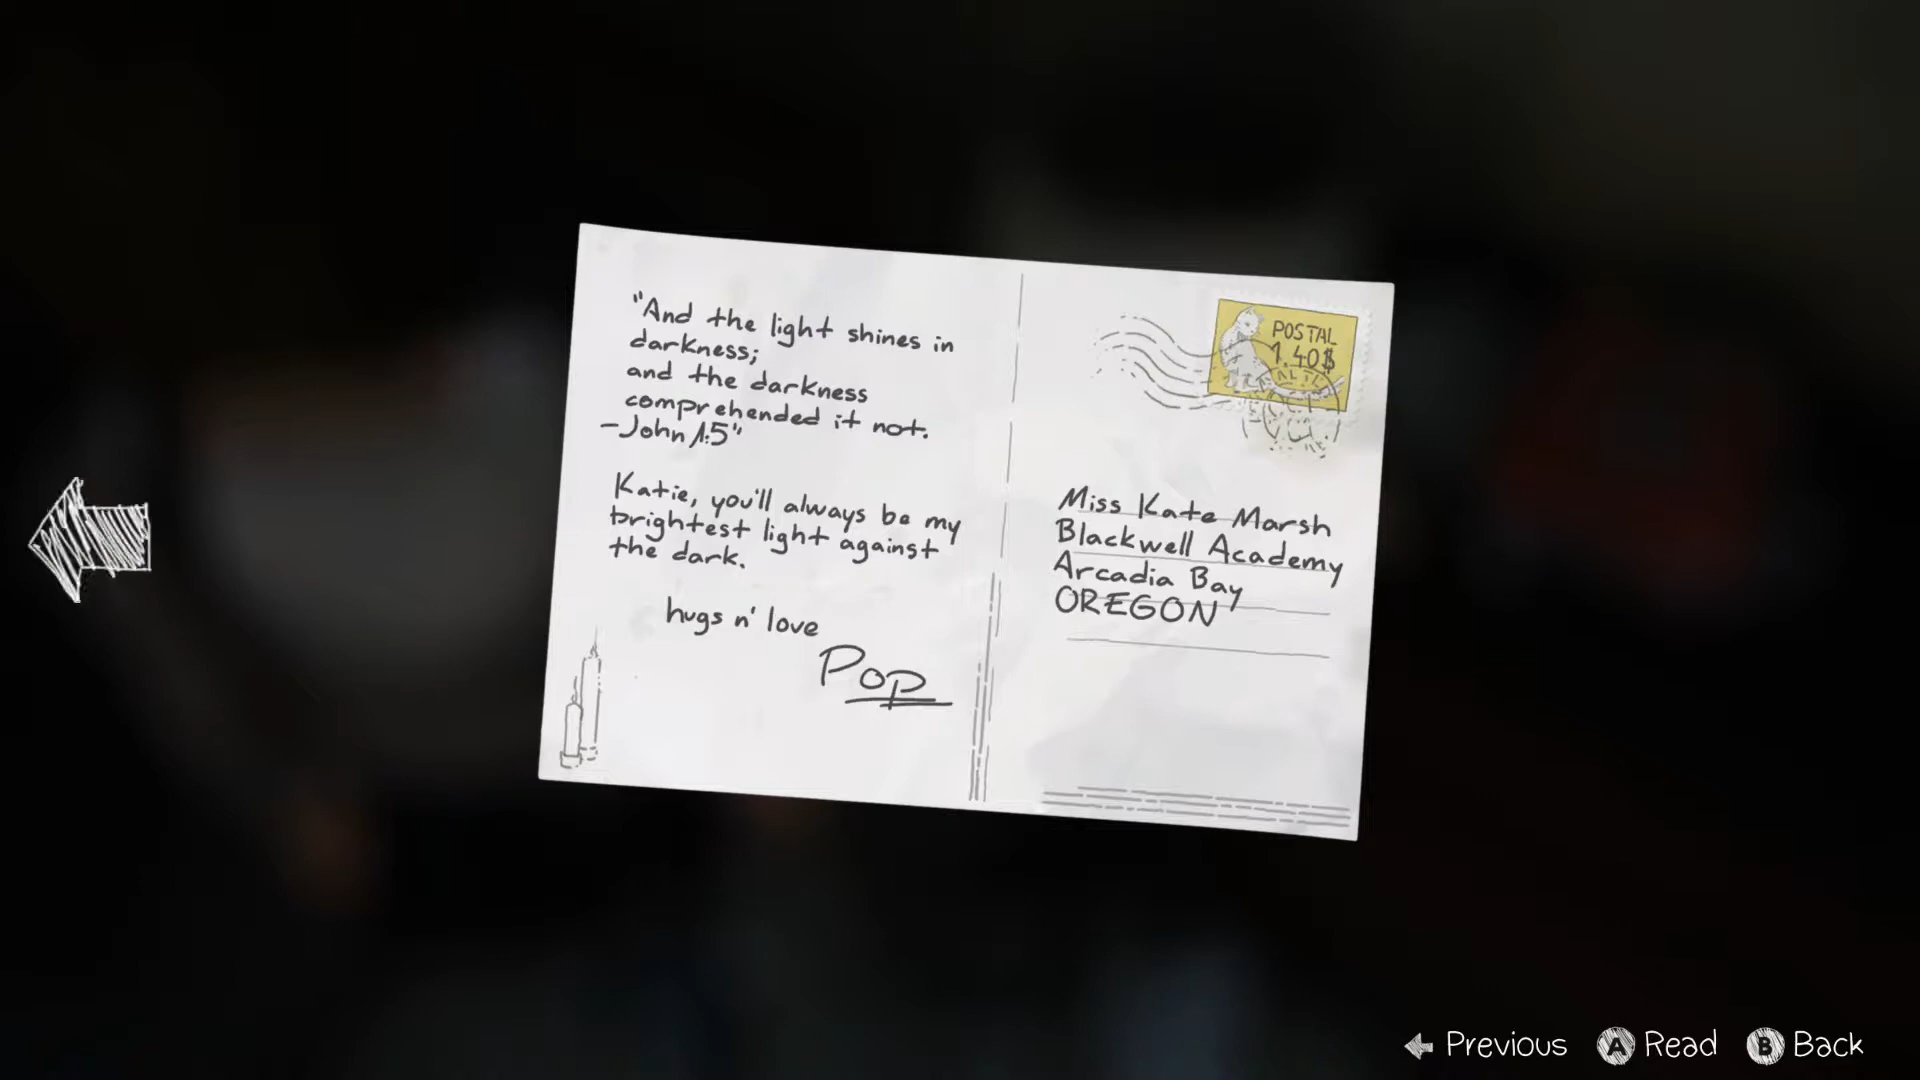 "And the light shines in
darkness;
and the darkness
comprehended it not.
-John 1:5"
Katie, you'll always be my
brightest light against
the dark.
hugs n' love
Pop
POSTAL
1.40$
Miss Kate Marsh
Blackwell Academy
Arcadia Bay
OREGON
Previous
A Read
B Back